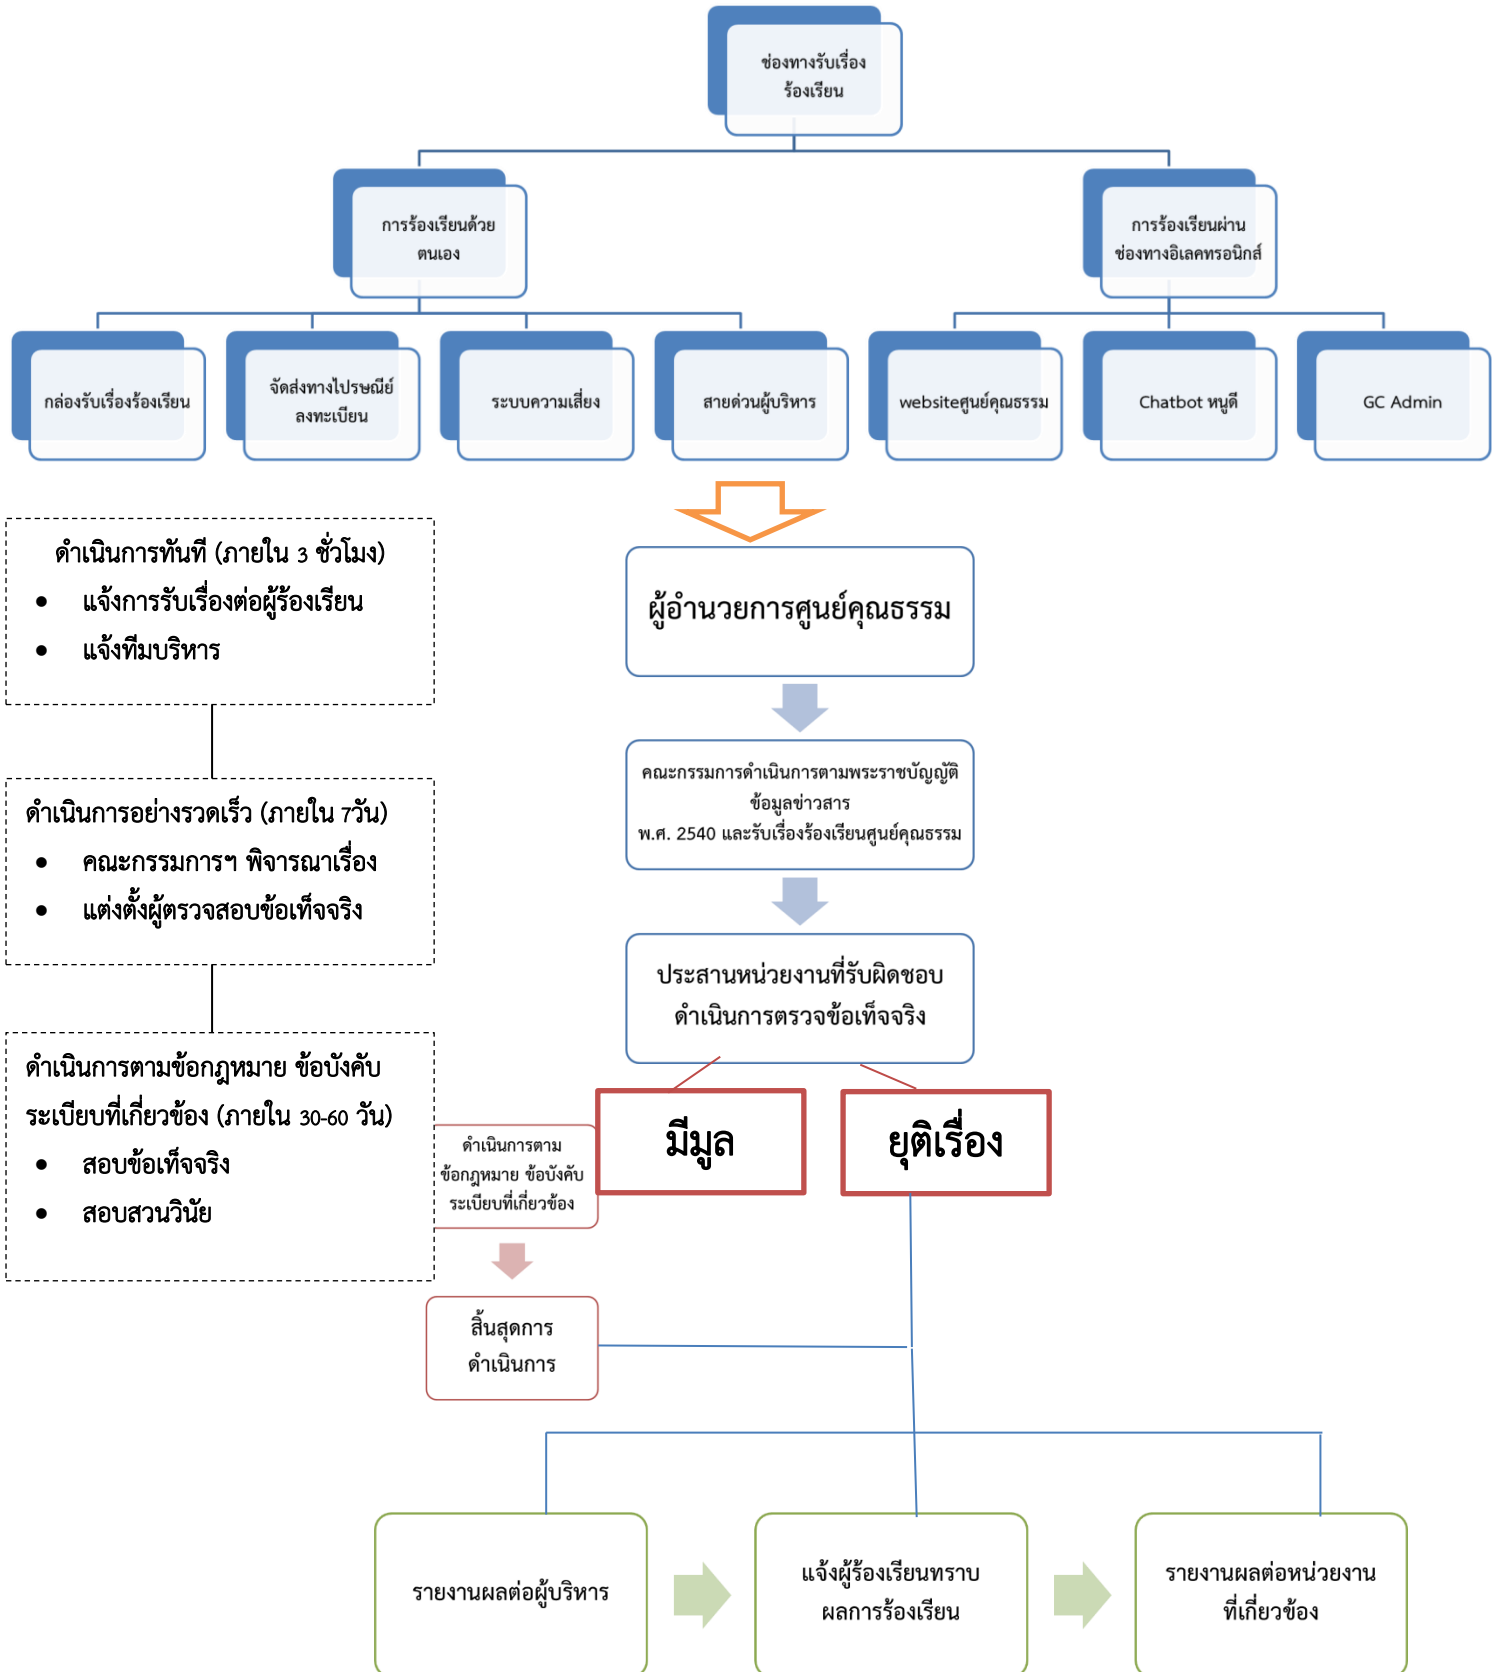 ช่องทางรับเรื่อง
ร้องเรียน
การร้องเรียนด้วย
ตนเอง
การร้องเรียนผ่าน
ช่องทางอิเลคทรอนิกส์
กล่องรับเรื่องร้องเรียน
จัดส่งทางไปรษณีย์
ลงทะเบียน
ระบบความเสี่ยง
สายด่วนผู้บริหาร
websiteศูนย์คุณธรรม
Chatbot หนูดี
GC Admin
ดำเนินการทันที (ภายใน 3 ชั่วโมง)
• แจ้งการรับเรื่องต่อผู้ร้องเรียน
• แจ้งทีมบริหาร
ผู้อำนวยการศูนย์คุณธรรม
ดำเนินการอย่างรวดเร็ว (ภายใน 7วัน)
• คณะกรรมการฯ พิจารณาเรื่อง
• แต่งตั้งผู้ตรวจสอบข้อเท็จจริง
คณะกรรมการดำเนินการตามพระราชบัญญัติ
ข้อมูลข่าวสาร
พ.ศ. 2540 และรับเรื่องร้องเรียนศูนย์คุณธรรม
ประสานหน่วยงานที่รับผิดชอบ
ดำเนินการตรวจข้อเท็จจริง
ดำเนินการตามข้อกฎหมาย ข้อบังคับ
ระเบียบที่เกี่ยวข้อง (ภายใน 30-60 วัน)
• สอบข้อเท็จจริง
• สอบสวนวินัย
มีมูล
ยุติเรื่อง
ดำเนินการตาม
ข้อกฎหมาย ข้อบังคับ
ระเบียบที่เกี่ยวข้อง
สิ้นสุดการ
ดำเนินการ
รายงานผลต่อผู้บริหาร
แจ้งผู้ร้องเรียนทราบ
ผลการร้องเรียน
รายงานผลต่อหน่วยงาน
ที่เกี่ยวข้อง